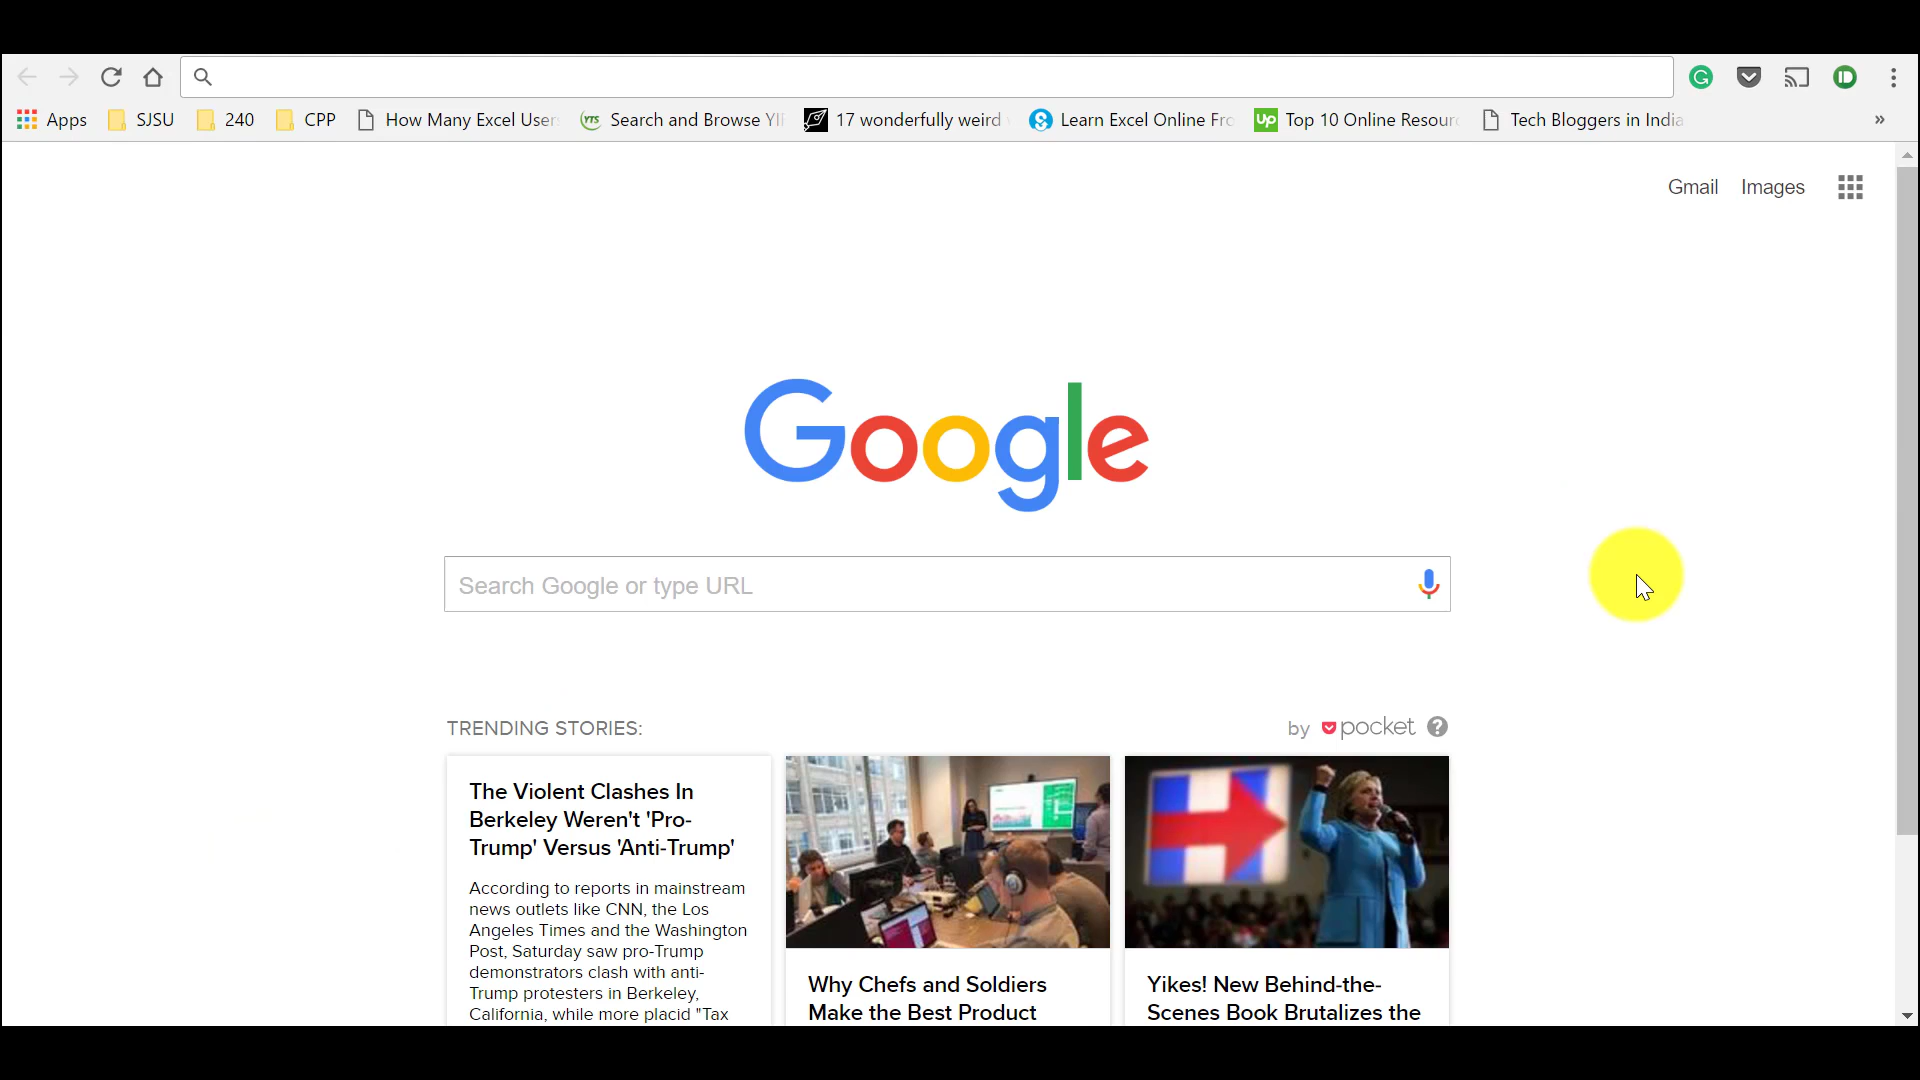 Apps SJSU 240 CPP How Many Excel User Search and Browse YI 17 wonderfully weird Learn Excel Online Fro Up Top 10 Online Resour Tech Bloggers in India »
Gmail Images
Google
Search Google or type URL
TRENDING STORIES: by pocket ?
The Violent Clashes In
Berkeley Weren't 'Pro-
Trump' Versus 'Anti-Trump'
According to reports in mainstream
news outlets like CNN, the Los
Angeles Times and the Washington
Post, Saturday saw pro-Trump
demonstrators clash with anti-
Trump protesters in Berkeley,
California, while more placid "Tax
Why Chefs and Soldiers
Make the Best Product
Yikes! New Behind-the-
Scenes Book Brutalizes the